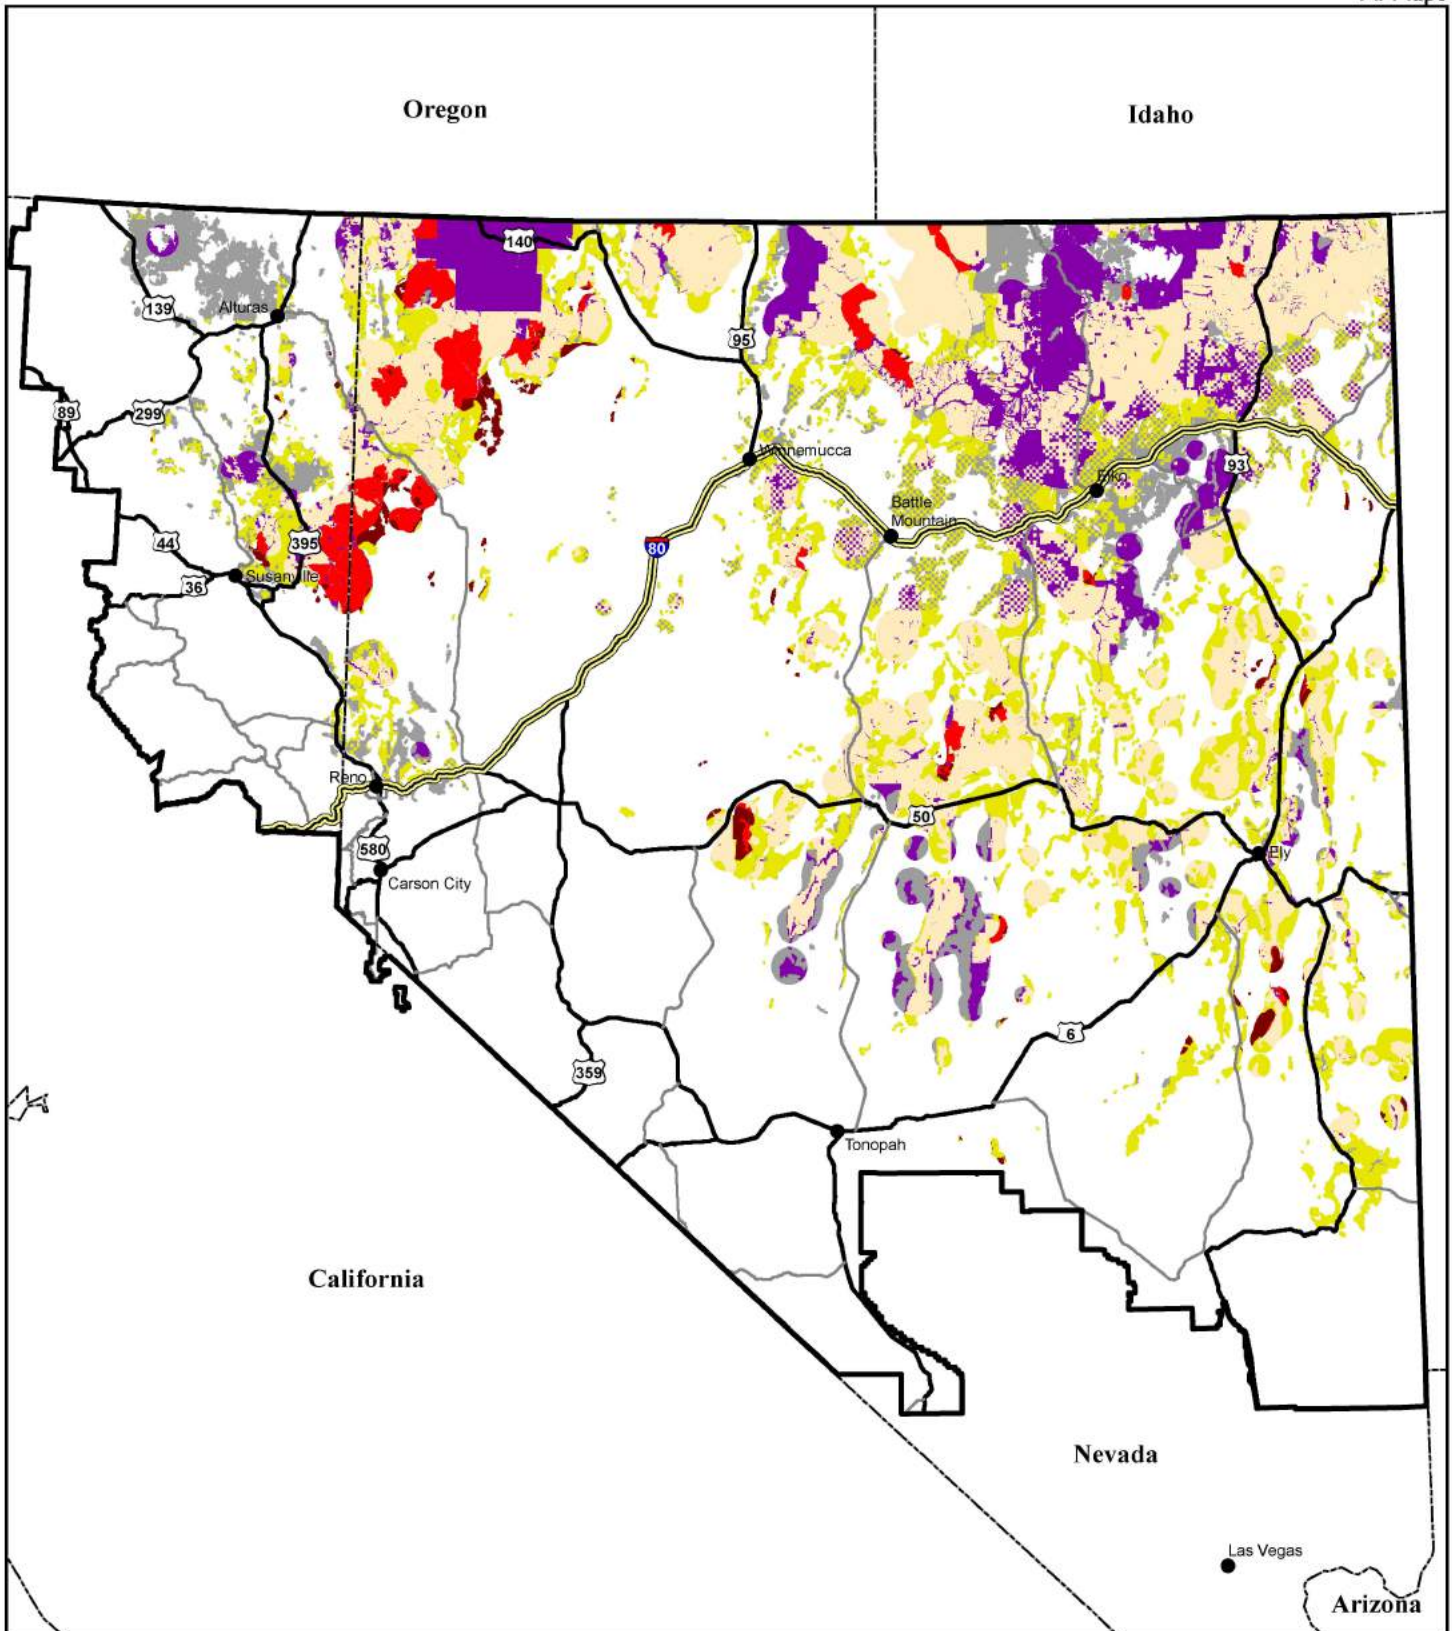 Oregon
Idaho
140
139
Alturas
95
89
299
Winnemucca
93
Elko
Battle
Mountain
44
395
80
Susanville
36
Reno
50
580
Ely
Carson City
6
359
Tonopah
California
Nevada
Las Vegas
Arizona